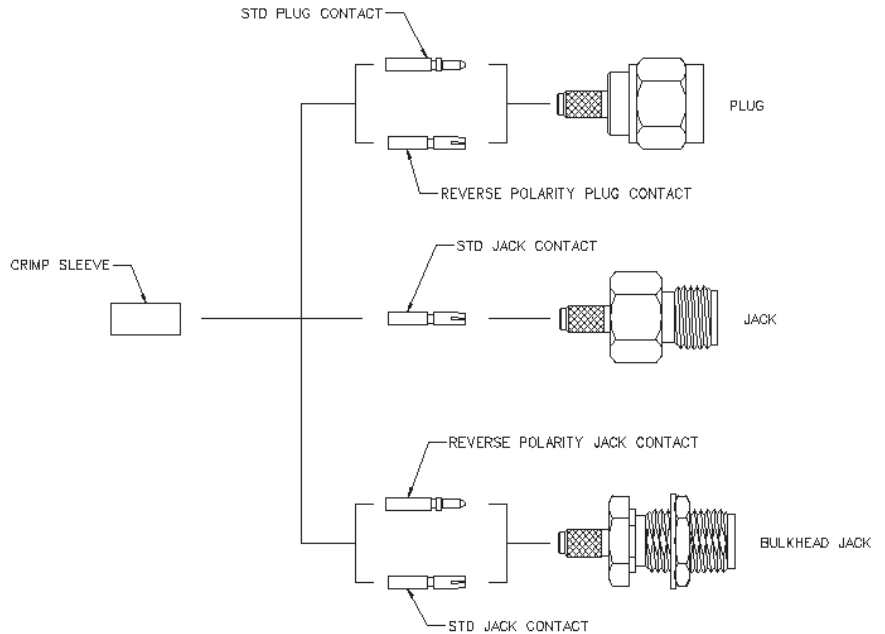 STD PLUG CONTACT
PLUG
REVERSE POLARITY PLUG CONTACT
STD JACK CONTACT
CRIMP SLEEVE
JACK
REVERSE POLARITY JACK CONTACT
BULKHEAD JACK
STD JACK CONTACT